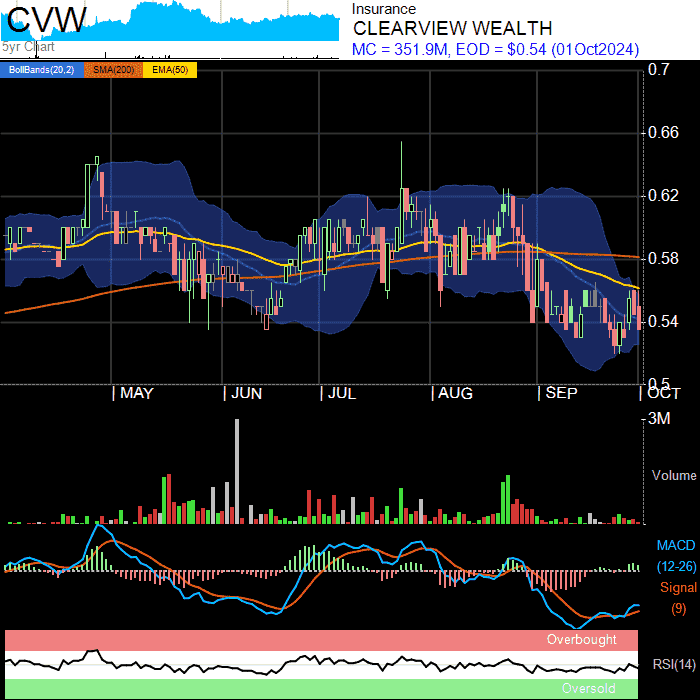 CVW
5yr Chart
Insurance
CLEARVIEW WEALTH
MC = 351.9M, EOD = $0.54 (01Oct2024)
BollBands(20,2) SMA(200) EMA(50)
0.7
0.66
0.62
0.58
0.54
0.5
| MAY | JUN | JUL | AUG | SEP | OCT
3M
Volume
MACD
(12-26)
Signal
(9)
Overbought
RSI(14)
Oversold